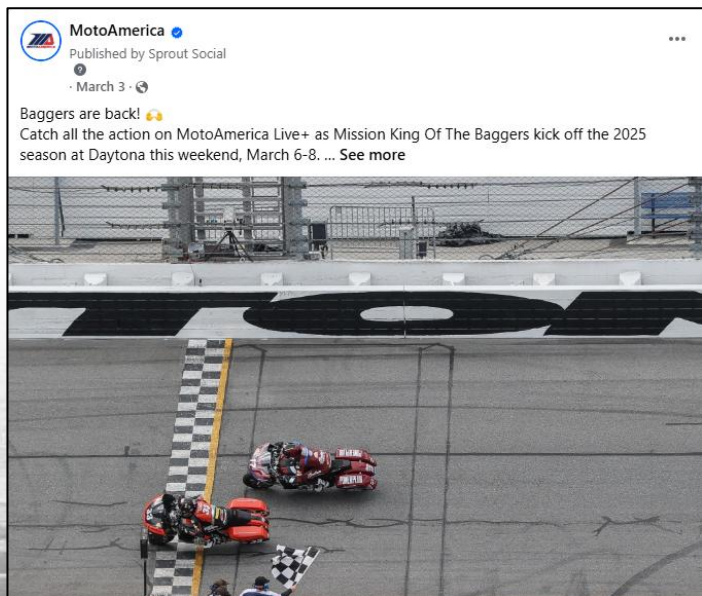 MotoAmerica
Published by Sprout Social
· March 3 ·
Baggers are back! 🙌
Catch all the action on MotoAmerica Live+ as Mission King Of The Baggers kick off the 2025
season at Daytona this weekend, March 6-8. ... See more